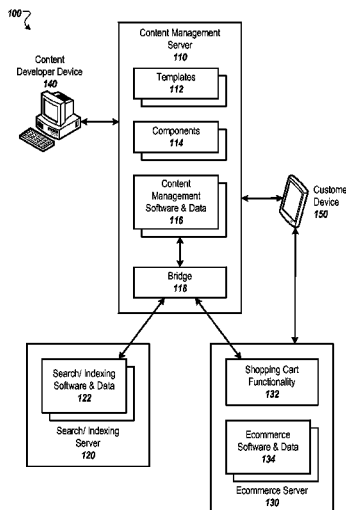 100
Content Management
Server
110
Content
Developer Device
140
Templates
112
Components
114
Content
Management
Software & Data
116
Customer
Device
150
Bridge
118
Search/ Indexing
Software & Data
122
Search/ Indexing
Server
120
Shopping Cart
Functionality
132
Ecommerce
Software & Data
134
Ecommerce Server
130